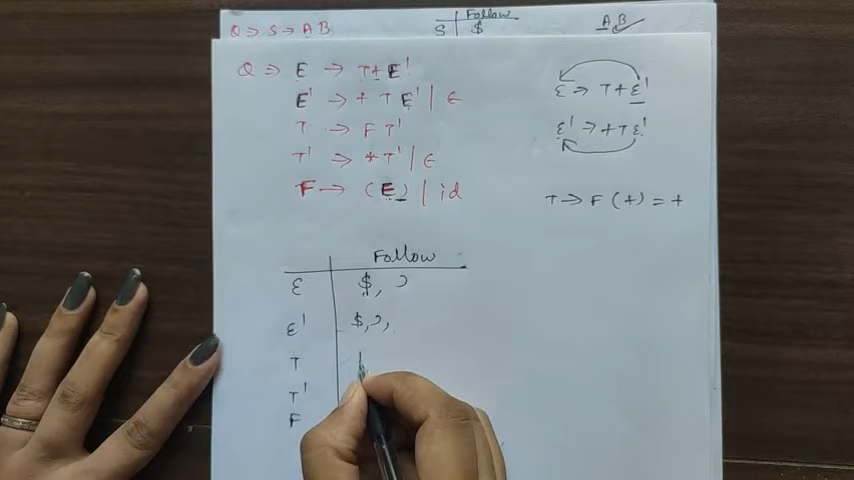 Q ⇒ S → A B
Follow
S $
A B
Q ⇒ E → T + E'
E' → + T E' | ϵ
T → F T'
T' → * T' | ϵ
F → (E) | id
Ɛ → T + Ɛ'
Ɛ' → + T Ɛ'
T → F (+) = +
Follow
Ɛ $, )
Ɛ' $, ),
T
T'
F